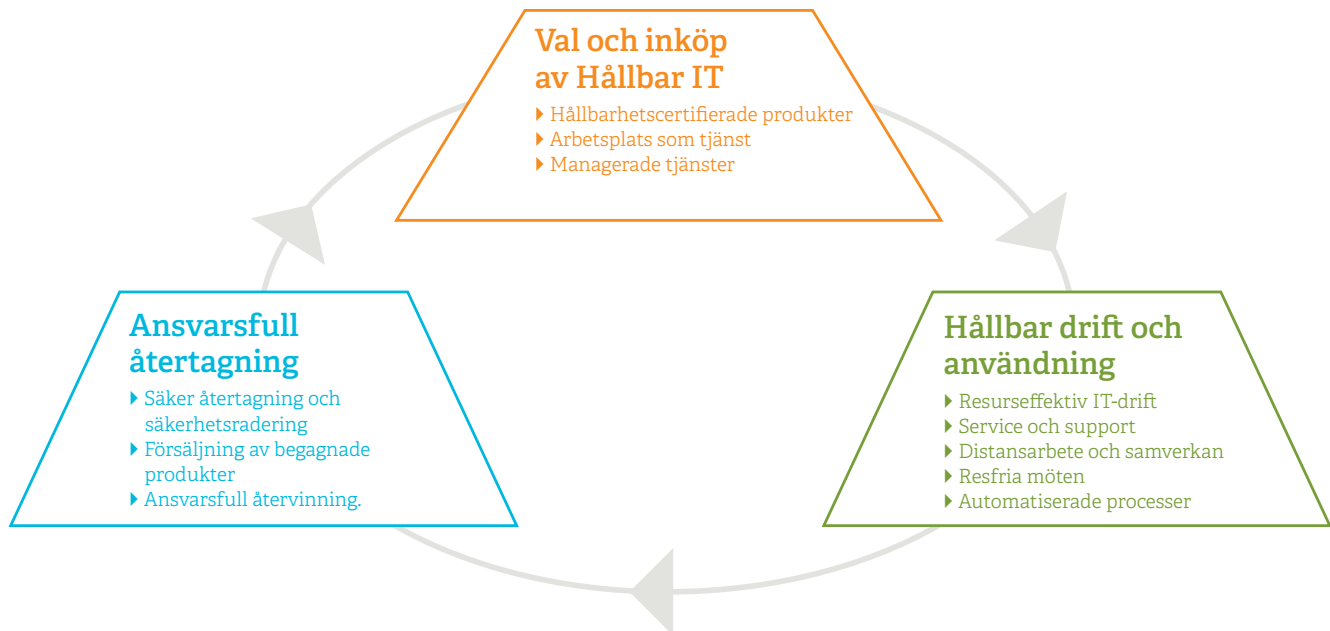 Val och inköp
av Hållbar IT
Hållbarhetscertifierade produkter
Arbetsplats som tjänst
Managerade tjänster
Ansvarsfull
återtagning
Säker återtagning och
säkerhetsradering
Försäljning av begagnade
produkter
Ansvarsfull återvinning.
Hållbar drift och
användning
Resurseffektiv IT-drift
Service och support
Distansarbete och samverkan
Resfria möten
Automatiserade processer